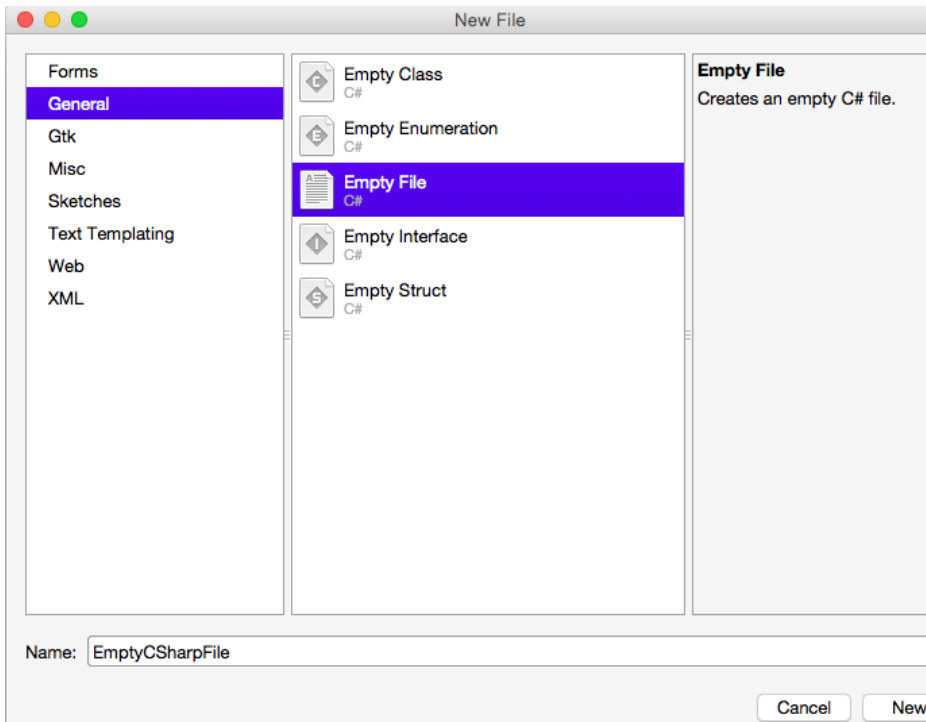 New File
Forms
General
Gtk
Misc
Sketches
Text Templating
Web
XML
Empty Class
C#
Empty Enumeration
C#
Empty File
C#
Empty Interface
C#
Empty Struct
C#
Empty File
Creates an empty C# file.
Name: EmptyCSharpFile
Cancel
New